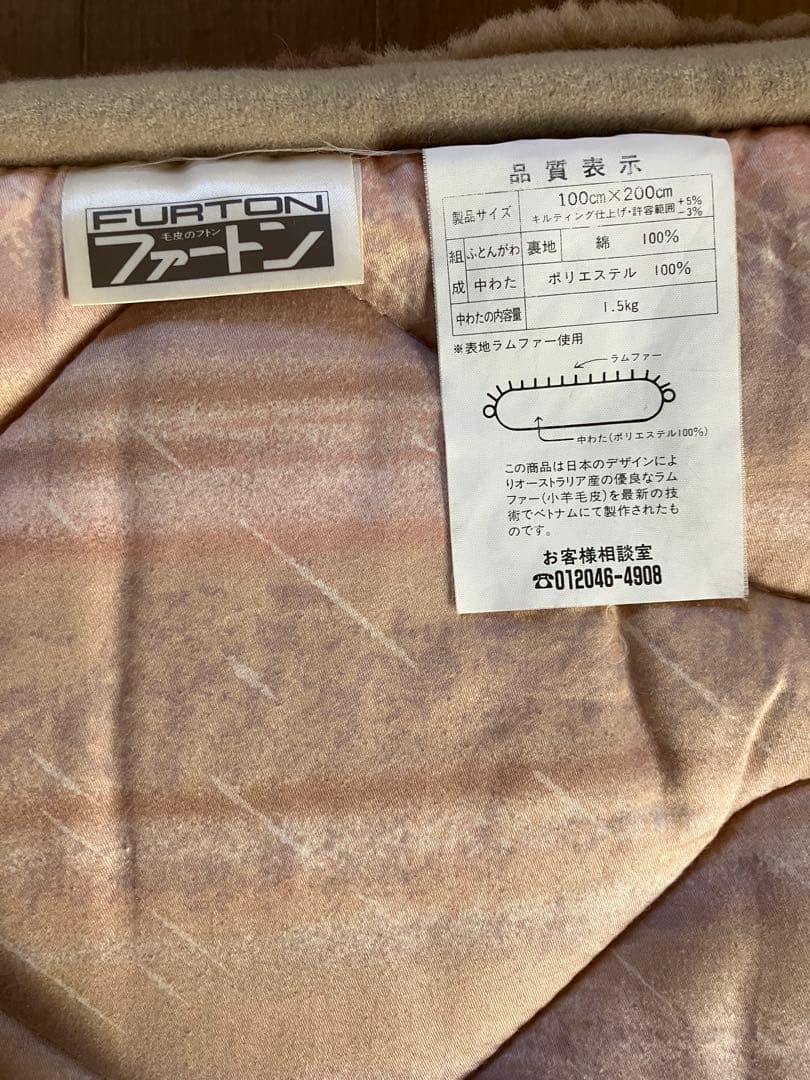 FURTON
毛皮のフトン
ファートン
品質表示
製品サイズ 100cm×200cm
キルティング仕上げ・許容範囲+5% -3%
組成 ふとんがわ 裏地 綿 100%
中わた ポリエステル 100%
中わたの内容量 1.5kg
※表地ラムファー使用
ラムファー
中わた(ポリエステル100%)
この商品は日本のデザインによ
りオーストラリア産の優良なラム
ファー(小羊毛皮)を最新の技
術でベトナムにて製作されたも
のです。
お客様相談室
☎012046-4908